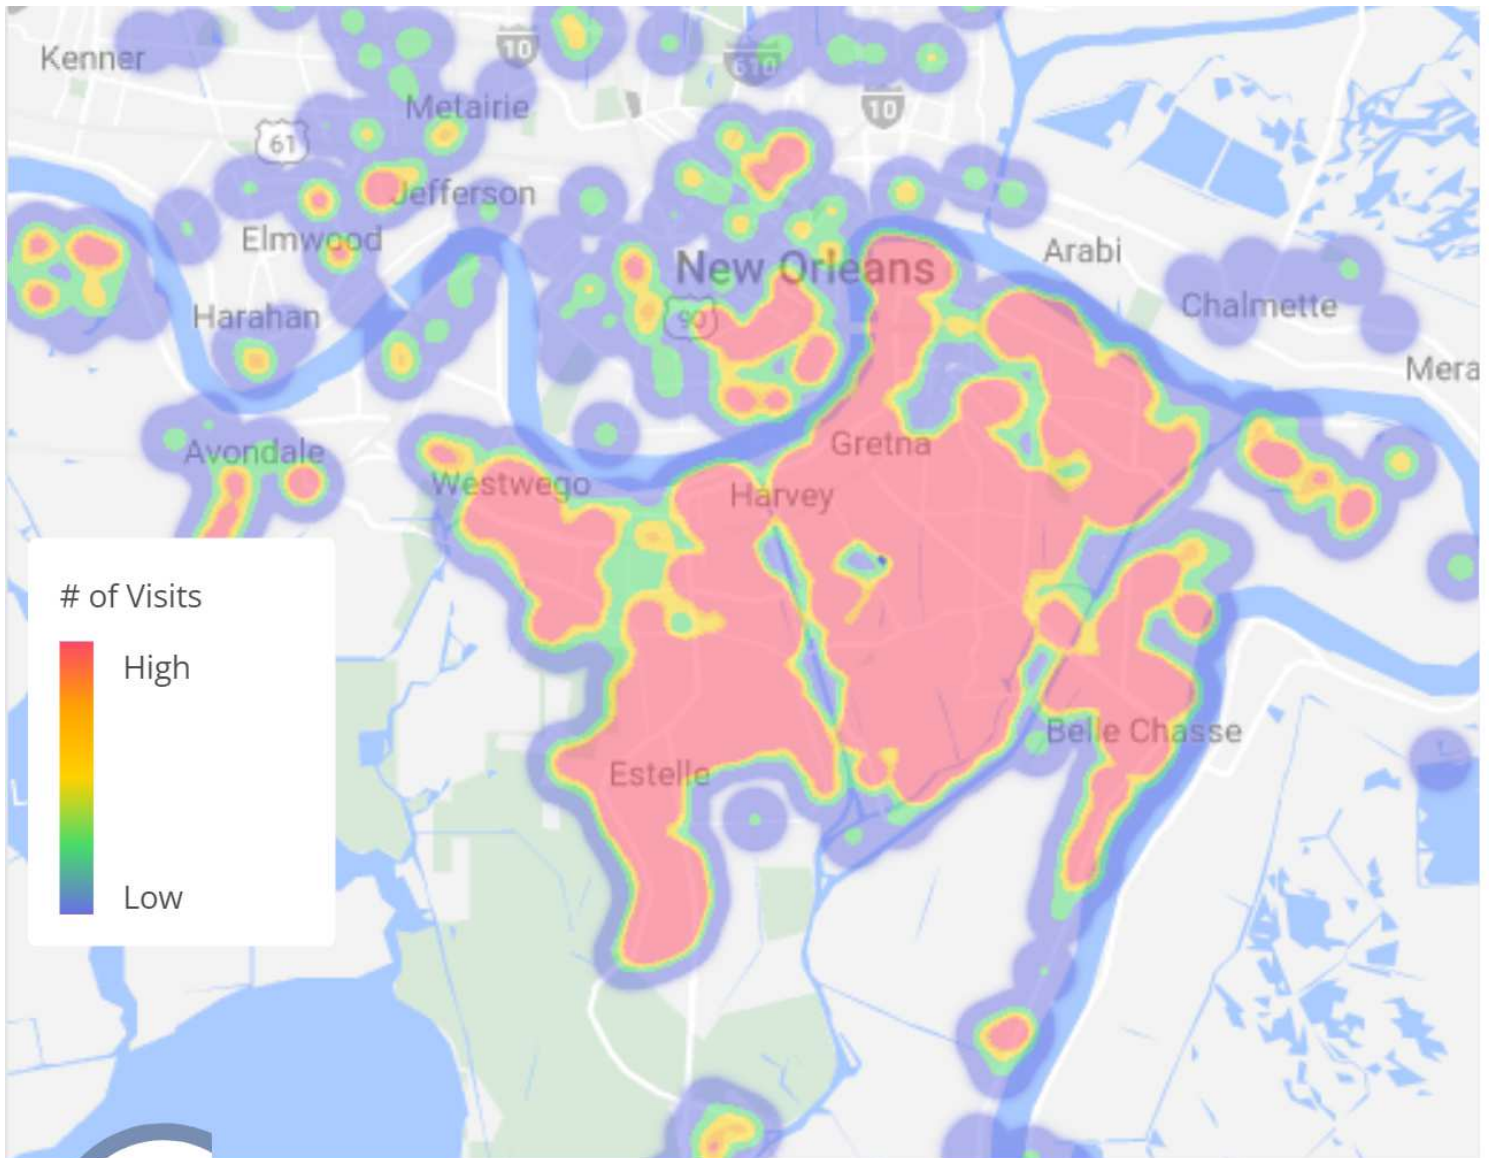 Kenner
10
610
Metairie
10
61
Jefferson
Elmwood
New Orleans
Arabi
Harahan
90
Chalmette
Mera
Gretna
Avondale
Westwego
Harvey
# of Visits
High
Low
Belle Chasse
Estelle
L